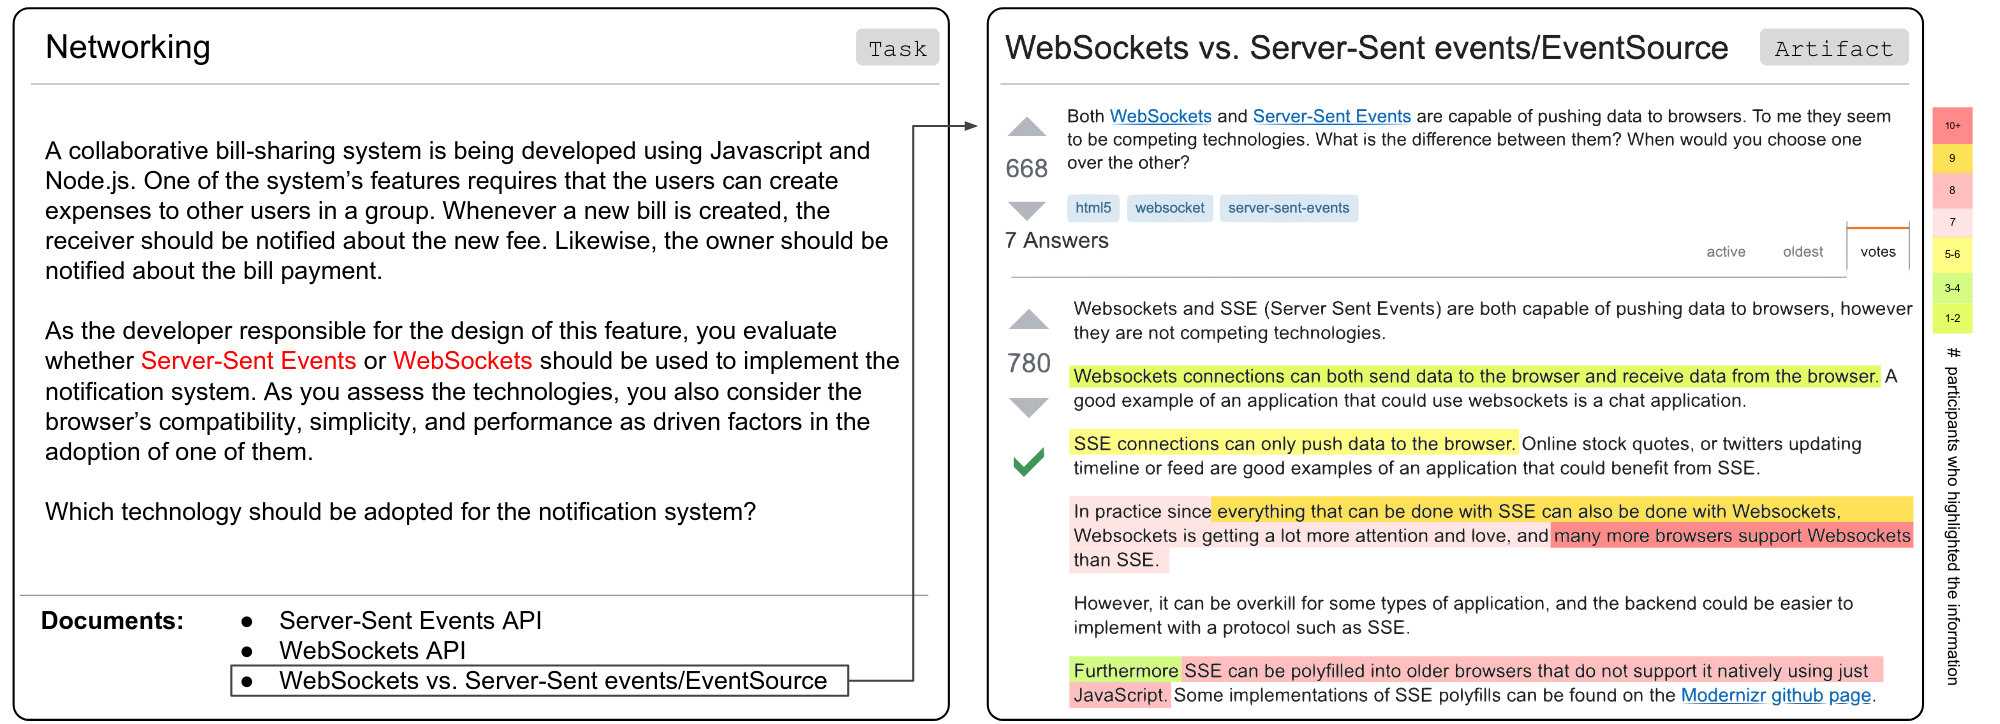 Networking
Task
A collaborative bill-sharing system is being developed using Javascript and
Node.js. One of the system's features requires that the users can create
expenses to other users in a group. Whenever a new bill is created, the
receiver should be notified about the new fee. Likewise, the owner should be
notified about the bill payment.
As the developer responsible for the design of this feature, you evaluate
whether Server-Sent Events or WebSockets should be used to implement the
notification system. As you assess the technologies, you also consider the
browser's compatibility, simplicity, and performance as driven factors in the
adoption of one of them.
Which technology should be adopted for the notification system?
Documents:
● Server-Sent Events API
● WebSockets API
● WebSockets vs. Server-Sent events/EventSource
WebSockets vs. Server-Sent events/EventSource
Artifact
Both WebSockets and Server-Sent Events are capable of pushing data to browsers. To me they seem
to be competing technologies. What is the difference between them? When would you choose one
over the other?
668
html5 websocket server-sent-events
7 Answers
active oldest votes
Websockets and SSE (Server Sent Events) are both capable of pushing data to browsers, however
they are not competing technologies.
780
Websockets connections can both send data to the browser and receive data from the browser. A
good example of an application that could use websockets is a chat application.
SSE connections can only push data to the browser. Online stock quotes, or twitters updating
timeline or feed are good examples of an application that could benefit from SSE.
In practice since everything that can be done with SSE can also be done with Websockets,
Websockets is getting a lot more attention and love, and many more browsers support Websockets
than SSE.
However, it can be overkill for some types of application, and the backend could be easier to
implement with a protocol such as SSE.
Furthermore SSE can be polyfilled into older browsers that do not support it natively using just
JavaScript. Some implementations of SSE polyfills can be found on the Modernizr github page.
10+
9
8
7
5-6
3-4
1-2
# participants who highlighted the information